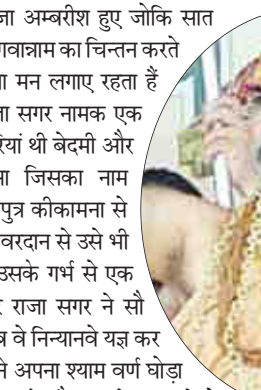 जा अम्बरीश हुए जोकि सात
गवान्नाम का चिन्तन करते
ा मन लगाए रहता हैं
ता सगर नामक एक
रियां थी बेदमी और
मा जिसका नाम
पुत्र कीकामना से
वरदान से उसे भी
उसके गर्भ से एक
र राजा सगर ने सौ
ब वे निन्यानवे यज्ञ कर
ने अपना श्याम वर्ण घोड़ा